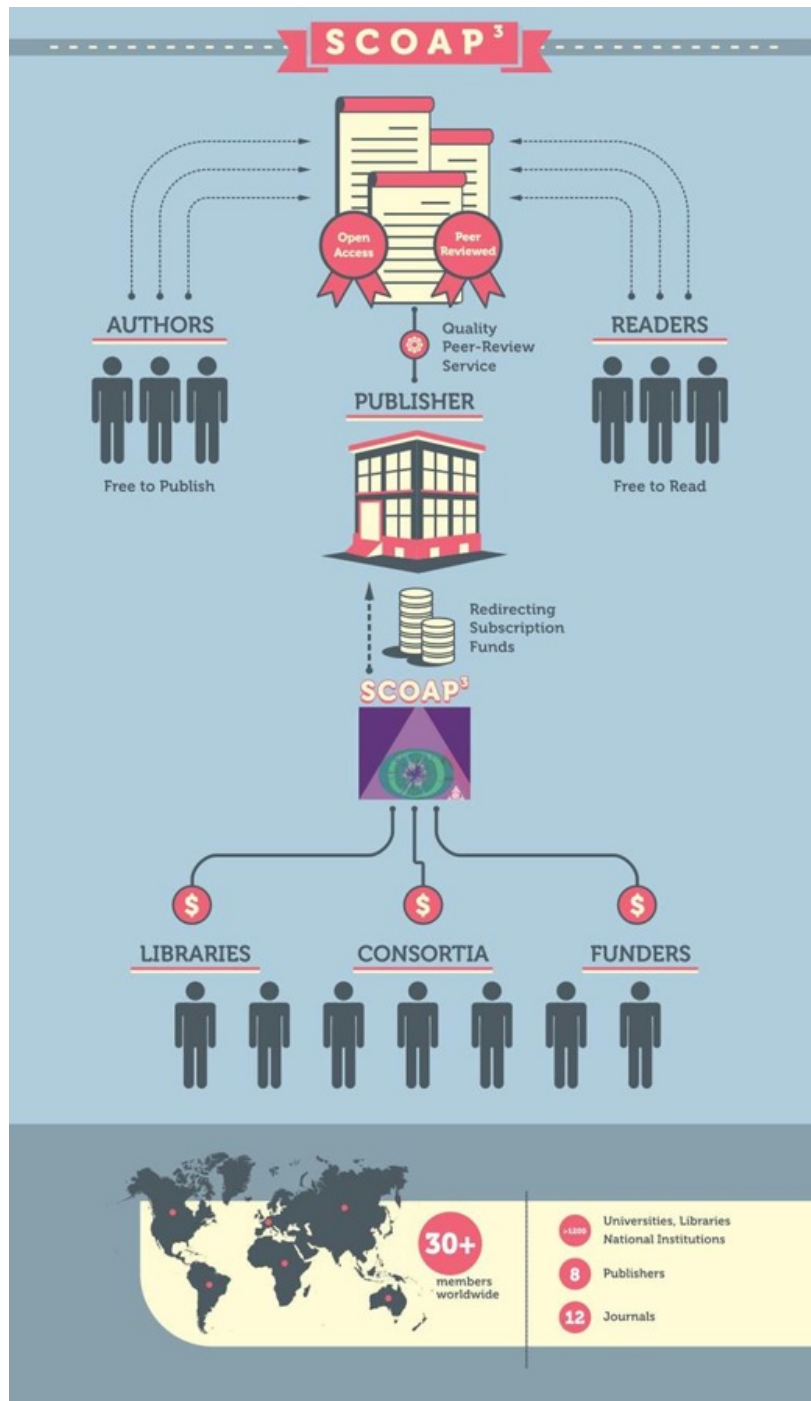 SCOAP³
Open
Access
Peer
Reviewed
AUTHORS
Free to Publish
READERS
Free to Read
Quality
Peer-Review
Service
PUBLISHER
Redirecting
Subscription
Funds
SCOAP³
$
$
$
LIBRARIES
CONSORTIA
FUNDERS
30+
members
worldwide
>1200
Universities, Libraries
National Institutions
8
Publishers
12
Journals